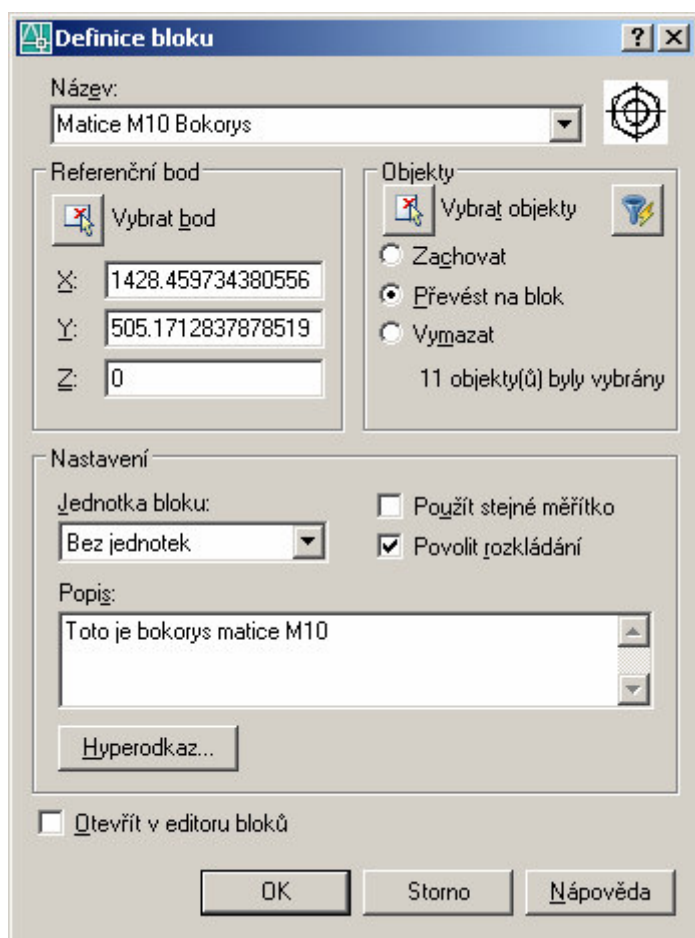 Definice bloku
Název:
Matice M10 Bokorys
Referenční bod
Vybrat bod
X: 1428.459734380556
Y: 505.1712837878519
Z: 0
Objekty
Vybrat objekty
Zachovat
Převést na blok
Vymazat
11 objekty(ů) byly vybrány
Nastavení
Jednotka bloku:
Bez jednotek
Použít stejné měřítko
Povolit rozkládání
Popis:
Toto je bokorys matice M10
Hyperodkaz...
Otevřít v editoru bloků
OK Storno Nápověda